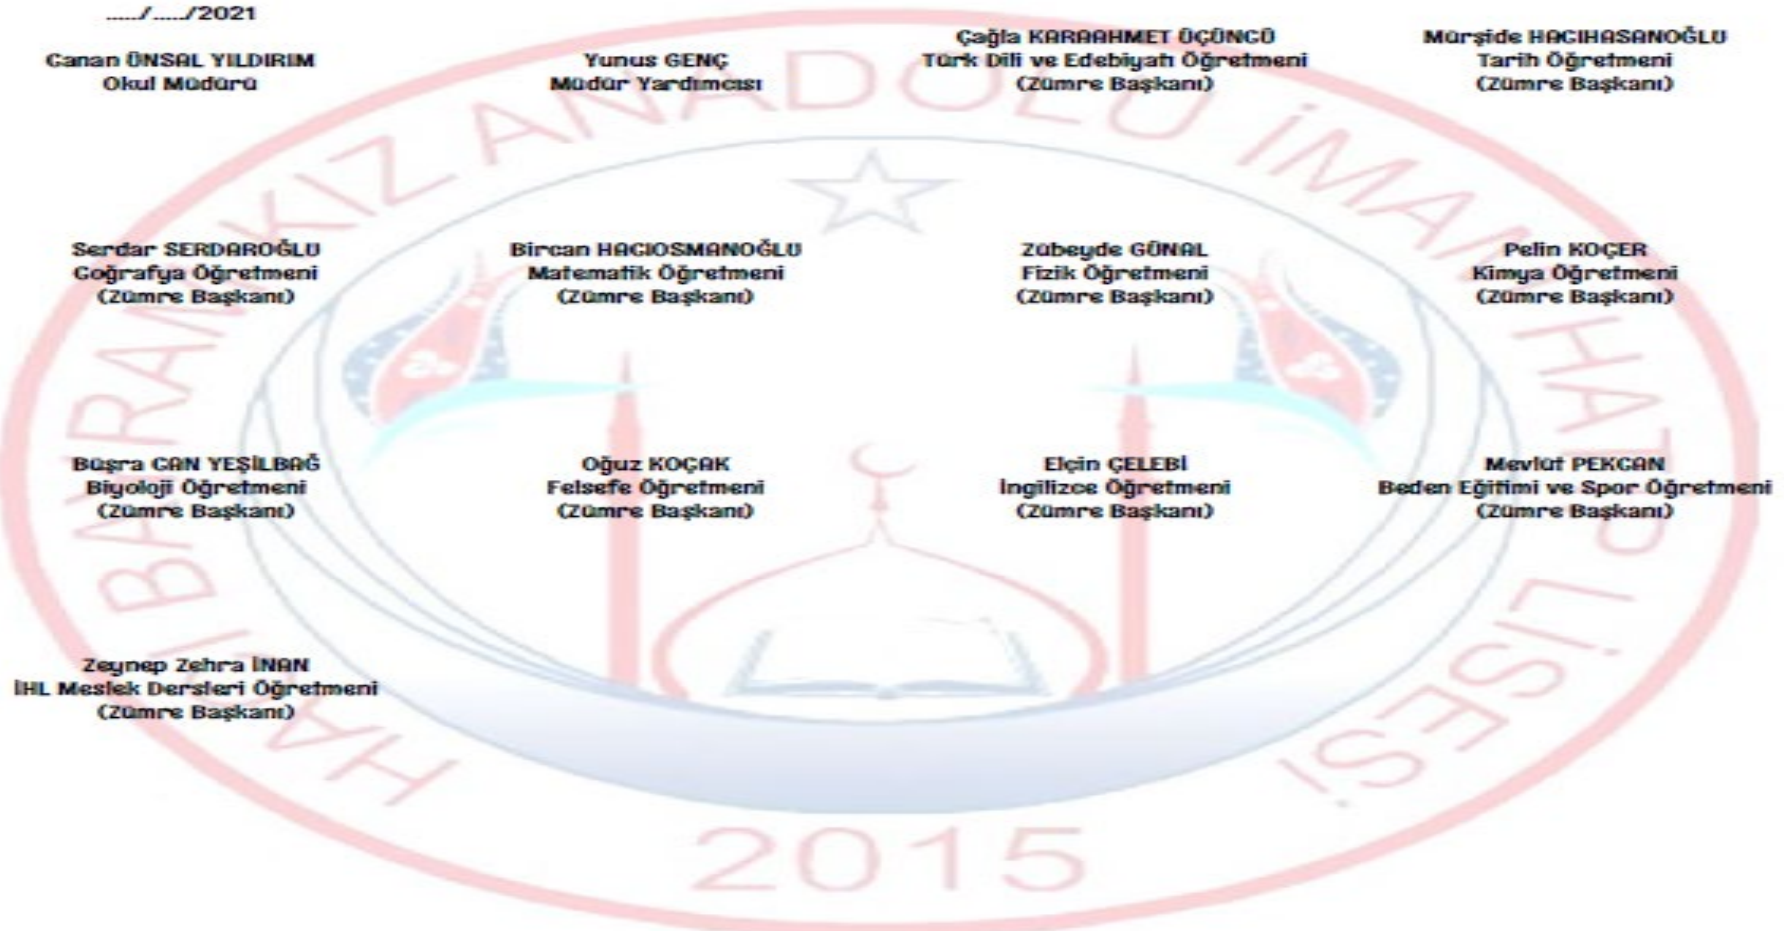 ...../...../2021
Canan ÜNSAL YILDIRIM
Okul Müdürü
Yunus GENÇ
Müdür Yardımcısı
Çağla KARAAHMET ÜÇÜNCÜ
Türk Dili ve Edebiyatı Öğretmeni
(Zümre Başkanı)
Mürşide HACIHASANOĞLU
Tarih Öğretmeni
(Zümre Başkanı)
Serdar SERDAROĞLU
Coğrafya Öğretmeni
(Zümre Başkanı)
Bircan HACIOSMANOĞLU
Matematik Öğretmeni
(Zümre Başkanı)
Zübeyde GÜNAL
Fizik Öğretmeni
(Zümre Başkanı)
Pelin KOÇER
Kimya Öğretmeni
(Zümre Başkanı)
Büşra CAN YEŞİLBAĞ
Biyoloji Öğretmeni
(Zümre Başkanı)
Oğuz KOÇAK
Felsefe Öğretmeni
(Zümre Başkanı)
Elçin ÇELEBİ
İngilizce Öğretmeni
(Zümre Başkanı)
Mevlüt PEKCAN
Beden Eğitimi ve Spor Öğretmeni
(Zümre Başkanı)
Zeynep Zehra İNAN
İHL Meslek Dersleri Öğretmeni
(Zümre Başkanı)
HACI BAYRAM KIZ ANADOLU İMAM HATİP LİSESİ
2015